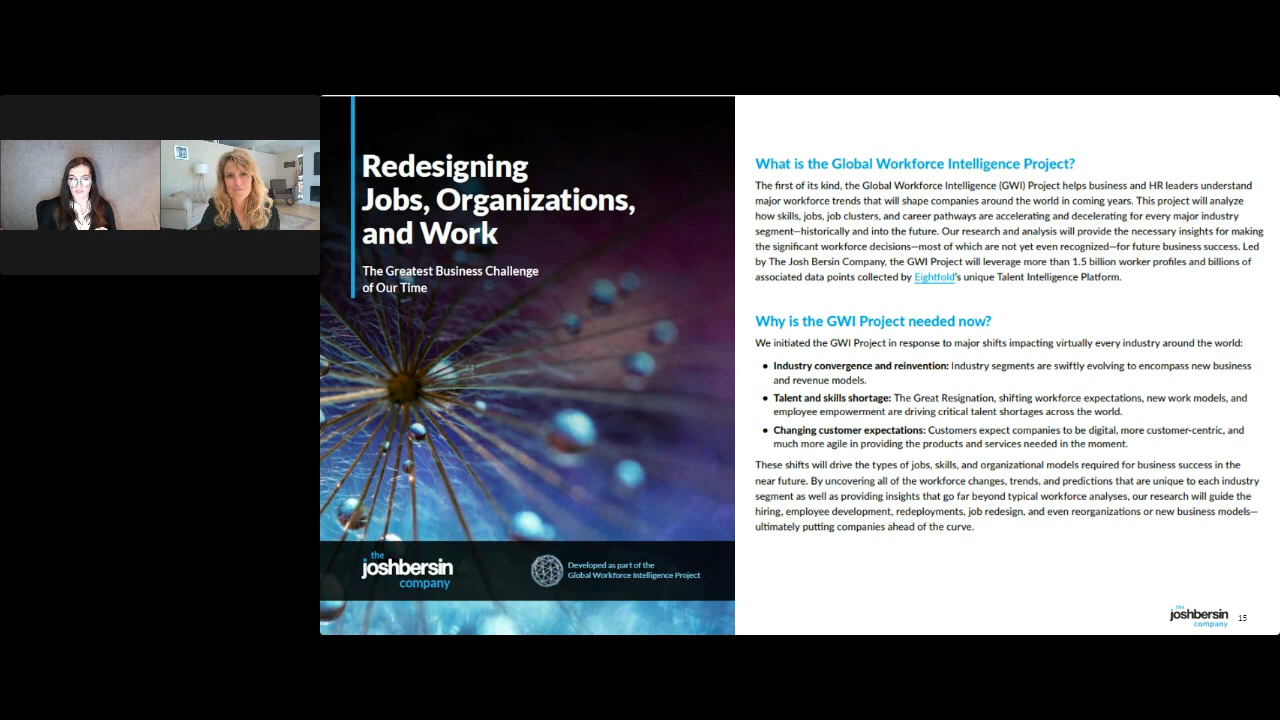 Redesigning
Jobs, Organizations,
and Work
The Greatest Business Challenge
of Our Time
the
joshbersin
company
Developed as part of the
Global Workforce Intelligence Project
What is the Global Workforce Intelligence Project?
The first of its kind, the Global Workforce Intelligence (GWI) Project helps business and HR leaders understand
major workforce trends that will shape companies around the world in coming years. This project will analyze
how skills, jobs, job clusters, and career pathways are accelerating and decelerating for every major industry
segment—historically and into the future. Our research and analysis will provide the necessary insights for making
the significant workforce decisions—most of which are not yet even recognized—for future business success. Led
by The Josh Bersin Company, the GWI Project will leverage more than 1.5 billion worker profiles and billions of
associated data points collected by Eightfold's unique Talent Intelligence Platform.
Why is the GWI Project needed now?
We initiated the GWI Project in response to major shifts impacting virtually every industry around the world:
• Industry convergence and reinvention: Industry segments are swiftly evolving to encompass new business
and revenue models.
• Talent and skills shortage: The Great Resignation, shifting workforce expectations, new work models, and
employee empowerment are driving critical talent shortages across the world.
• Changing customer expectations: Customers expect companies to be digital, more customer-centric, and
much more agile in providing the products and services needed in the moment.
These shifts will drive the types of jobs, skills, and organizational models required for business success in the
near future. By uncovering all of the workforce changes, trends, and predictions that are unique to each industry
segment as well as providing insights that go far beyond typical workforce analyses, our research will guide the
hiring, employee development, redeployments, job redesign, and even reorganizations or new business models—
ultimately putting companies ahead of the curve.
the
joshbersin
company
15